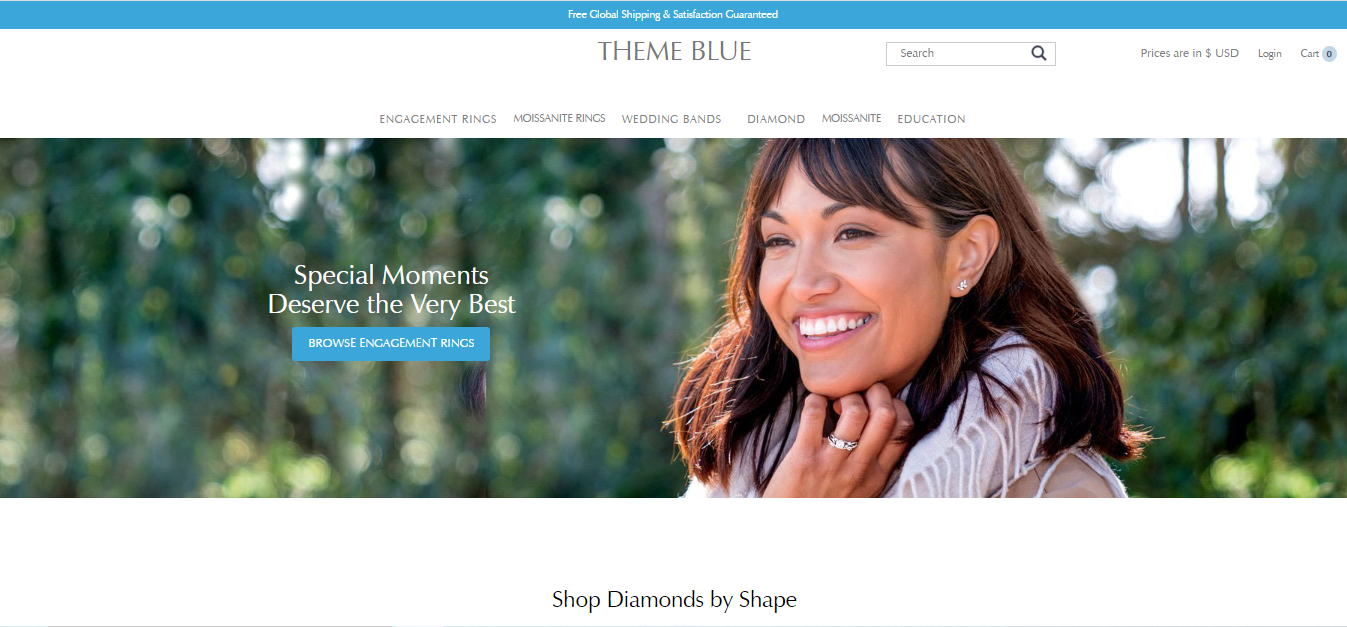 Free Global Shipping & Satisfaction Guaranteed
THEME BLUE
Search
Prices are in $ USD
Login
Cart 0
ENGAGEMENT RINGS MOISSANITE RINGS WEDDING BANDS DIAMOND MOISSANITE EDUCATION
Special Moments
Deserve the Very Best
BROWSE ENGAGEMENT RINGS
Shop Diamonds by Shape